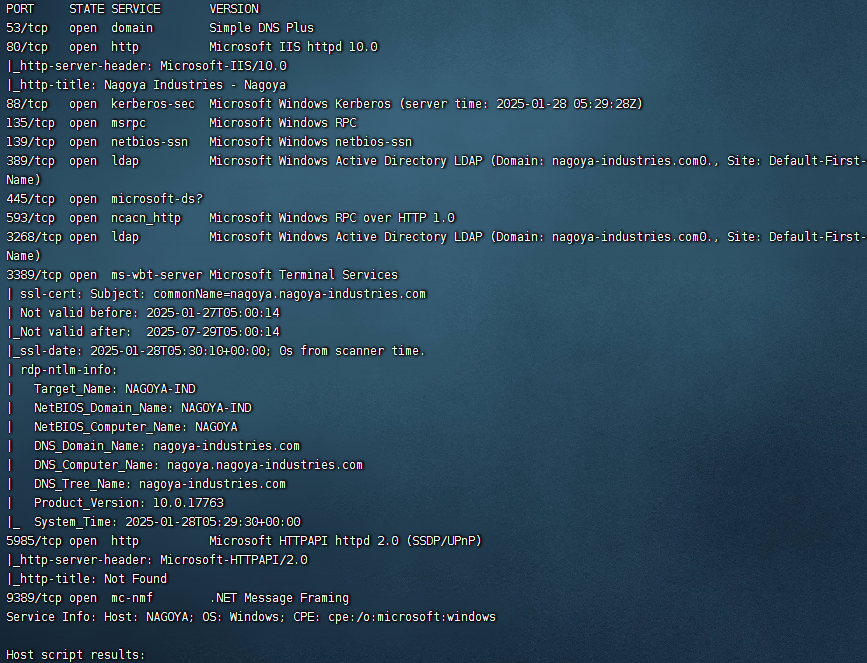 PORT     STATE SERVICE       VERSION
53/tcp   open  domain        Simple DNS Plus
80/tcp   open  http          Microsoft IIS httpd 10.0
|_http-server-header: Microsoft-IIS/10.0
|_http-title: Nagoya Industries - Nagoya
88/tcp   open  kerberos-sec  Microsoft Windows Kerberos (server time: 2025-01-28 05:29:28Z)
135/tcp  open  msrpc         Microsoft Windows RPC
139/tcp  open  netbios-ssn   Microsoft Windows netbios-ssn
389/tcp  open  ldap          Microsoft Windows Active Directory LDAP (Domain: nagoya-industries.com0., Site: Default-First-
Name)
445/tcp  open  microsoft-ds?
593/tcp  open  ncacn_http    Microsoft Windows RPC over HTTP 1.0
3268/tcp open  ldap          Microsoft Windows Active Directory LDAP (Domain: nagoya-industries.com0., Site: Default-First-
Name)
3389/tcp open  ms-wbt-server Microsoft Terminal Services
| ssl-cert: Subject: commonName=nagoya.nagoya-industries.com
| Not valid before: 2025-01-27T05:00:14
|_Not valid after:  2025-07-29T05:00:14
|_ssl-date: 2025-01-28T05:30:10+00:00; 0s from scanner time.
| rdp-ntlm-info:
|   Target_Name: NAGOYA-IND
|   NetBIOS_Domain_Name: NAGOYA-IND
|   NetBIOS_Computer_Name: NAGOYA
|   DNS_Domain_Name: nagoya-industries.com
|   DNS_Computer_Name: nagoya.nagoya-industries.com
|   DNS_Tree_Name: nagoya-industries.com
|   Product_Version: 10.0.17763
|_  System_Time: 2025-01-28T05:29:30+00:00
5985/tcp open  http          Microsoft HTTPAPI httpd 2.0 (SSDP/UPnP)
|_http-server-header: Microsoft-HTTPAPI/2.0
|_http-title: Not Found
9389/tcp open  mc-nmf        .NET Message Framing
Service Info: Host: NAGOYA; OS: Windows; CPE: cpe:/o:microsoft:windows
Host script results: